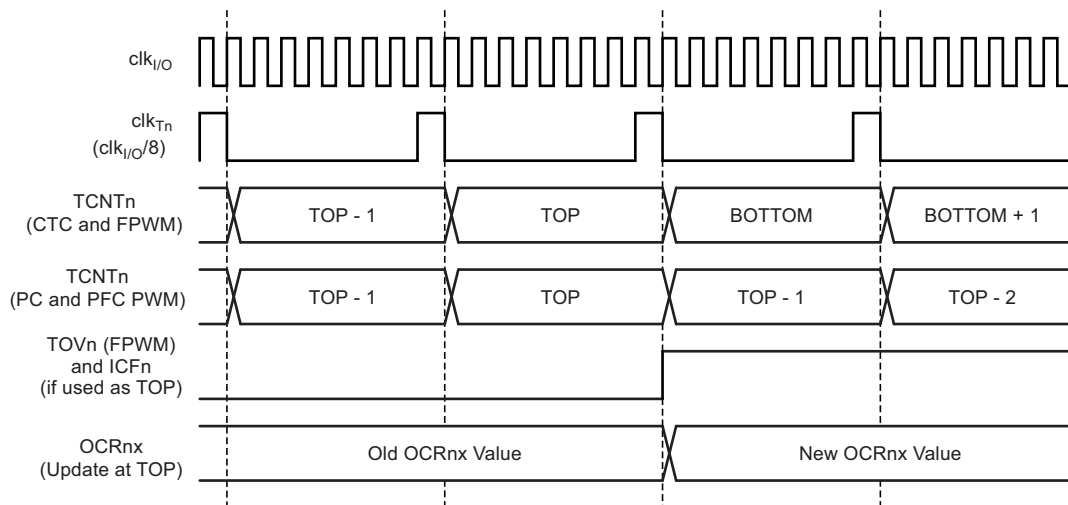 clkI/O
clkTn
(clkI/O/8)
TCNTn
(CTC and FPWM)
TOP - 1
TOP
BOTTOM
BOTTOM + 1
TCNTn
(PC and PFC PWM)
TOP - 1
TOP
TOP - 1
TOP - 2
TOVn (FPWM)
and ICFn
(if used as TOP)
OCRnx
(Update at TOP)
Old OCRnx Value
New OCRnx Value